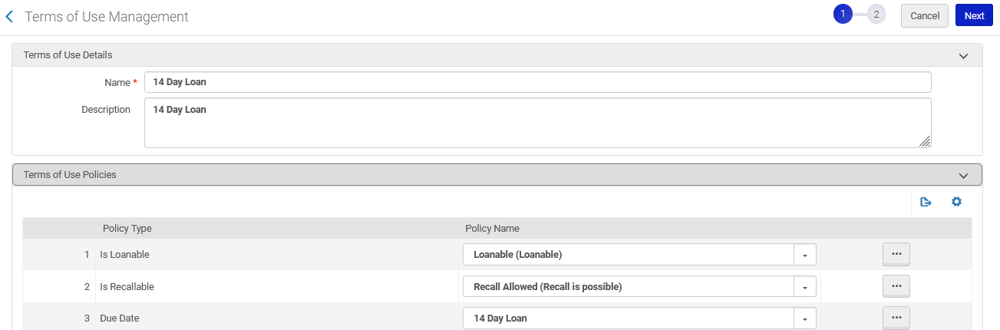 Terms of Use Management
1
2
Cancel
Next
Terms of Use Details
Name *
14 Day Loan
Description
14 Day Loan
Terms of Use Policies
Policy Type
Policy Name
1 Is Loanable Loanable (Loanable)
2 Is Recallable Recall Allowed (Recall is possible)
3 Due Date 14 Day Loan